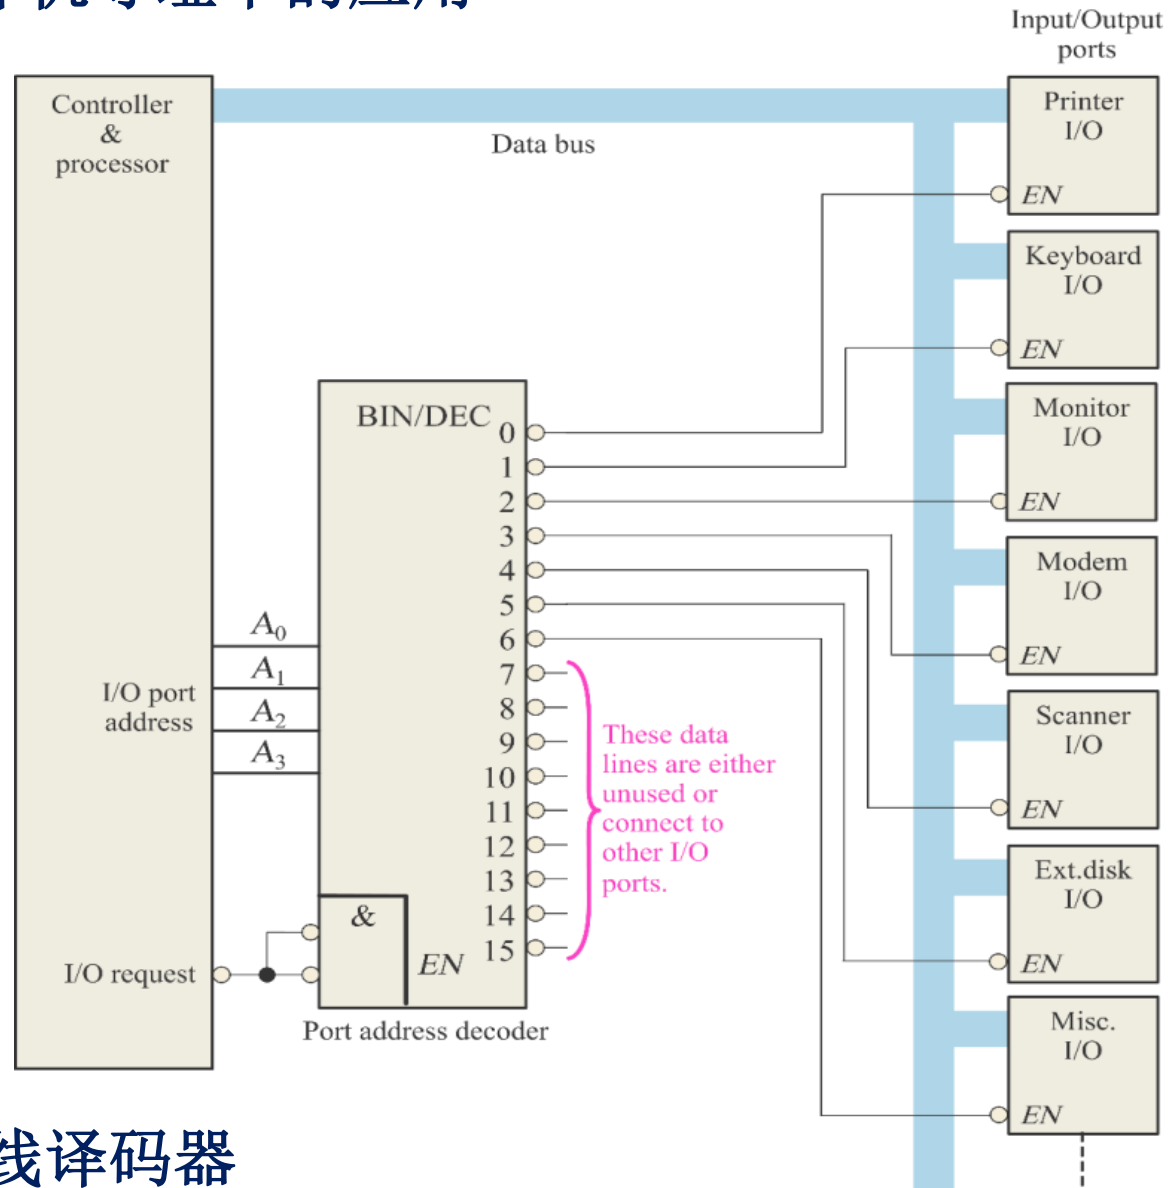 的应用
Input/Output
ports
Controller
&
processor
Data bus
Printer
I/O
EN
Keyboard
I/O
EN
Monitor
I/O
EN
Modem
I/O
EN
Scanner
I/O
EN
Ext.disk
I/O
EN
Misc.
I/O
EN
BIN/DEC
0
1
2
3
4
5
6
7
8
9
10
11
12
13
14
15
A0
A1
A2
A3
I/O port
address
These data
lines are either
unused or
connect to
other I/O
ports.
&
EN
I/O request
Port address decoder
线译码器